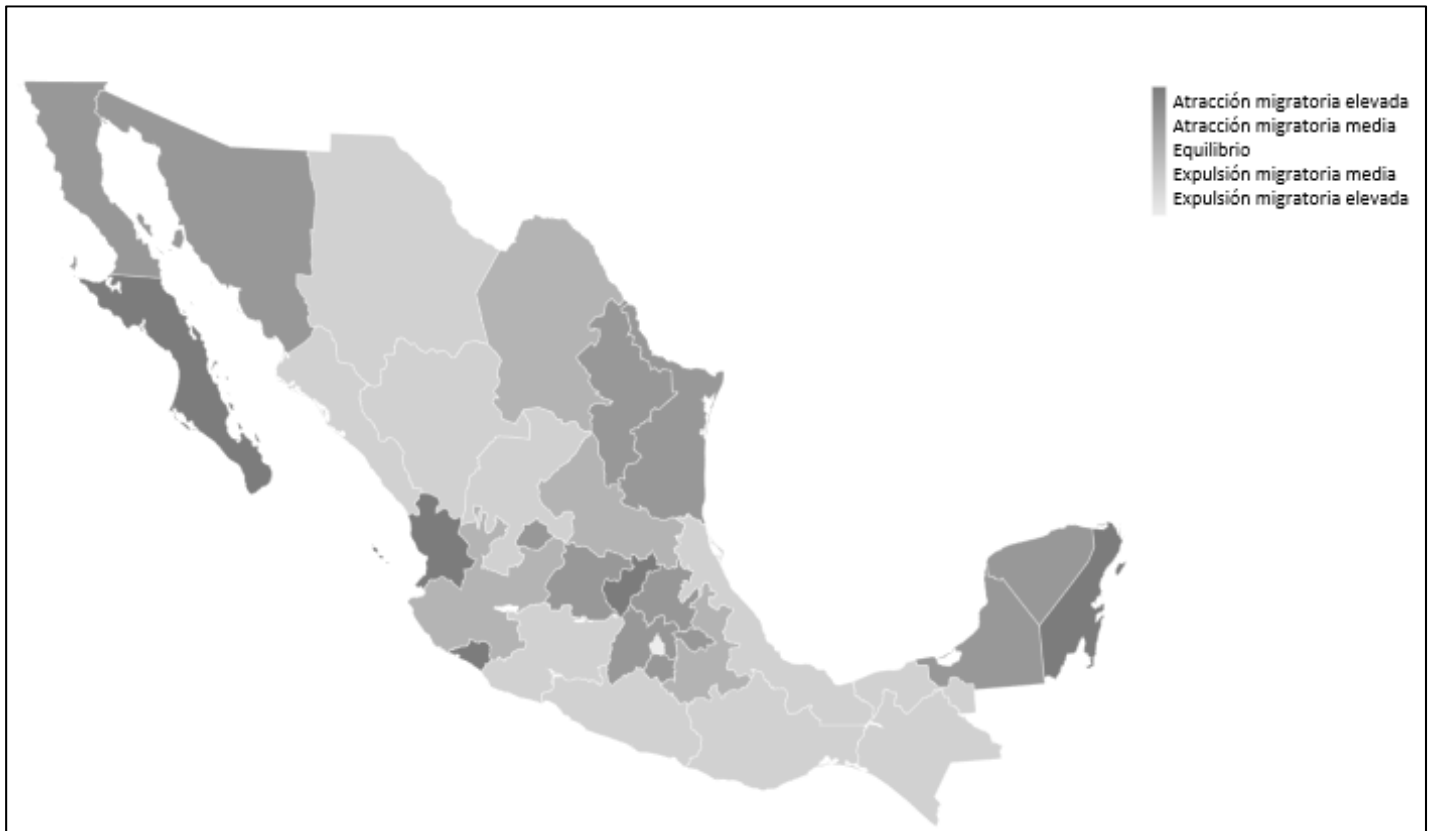 Atracción migratoria elevada
Atracción migratoria media
Equilibrio
Expulsión migratoria media
Expulsión migratoria elevada